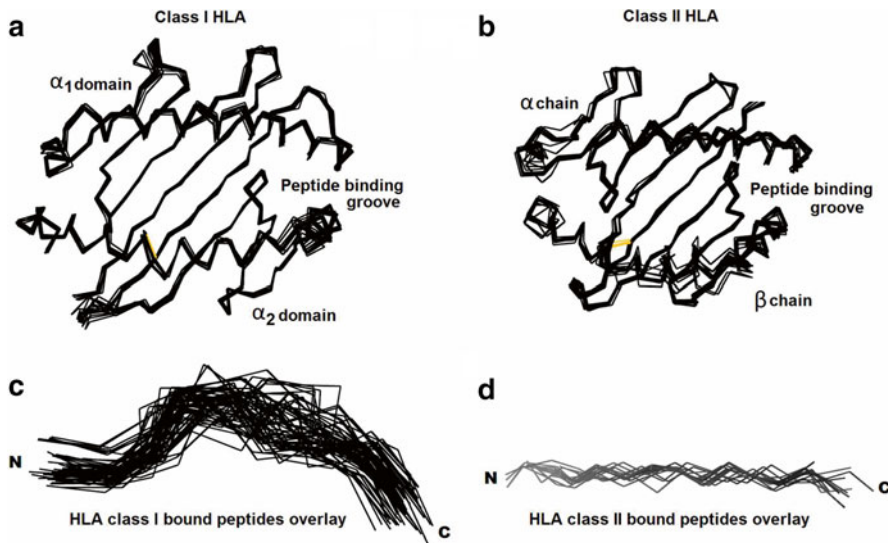 a
Class I HLA
α1 domain
Peptide binding
groove
α2 domain
b
Class II HLA
α chain
Peptide binding
groove
β chain
c
N
C
HLA class I bound peptides overlay
d
N
C
HLA class II bound peptides overlay